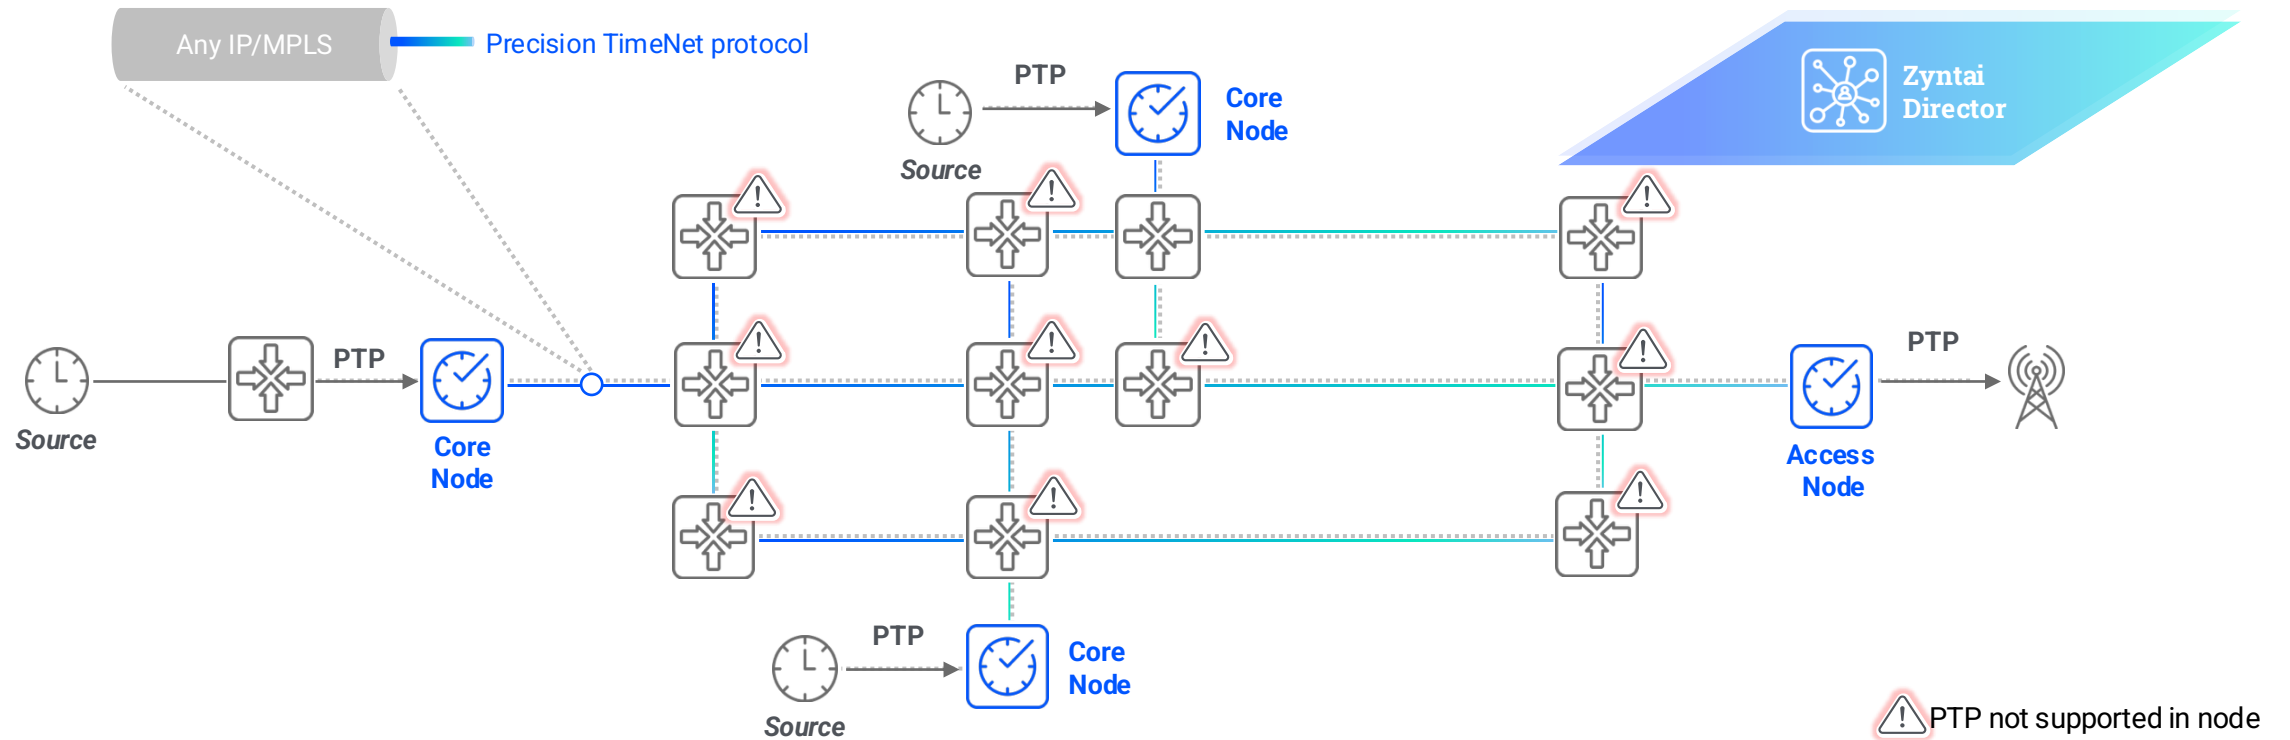 Any IP/MPLS
Precision TimeNet protocol
PTP
Source
Core
Node
Zyntai
Director
Source
PTP
Core
Node
PTP
Access
Node
PTP
Source
Core
Node
PTP not supported in node